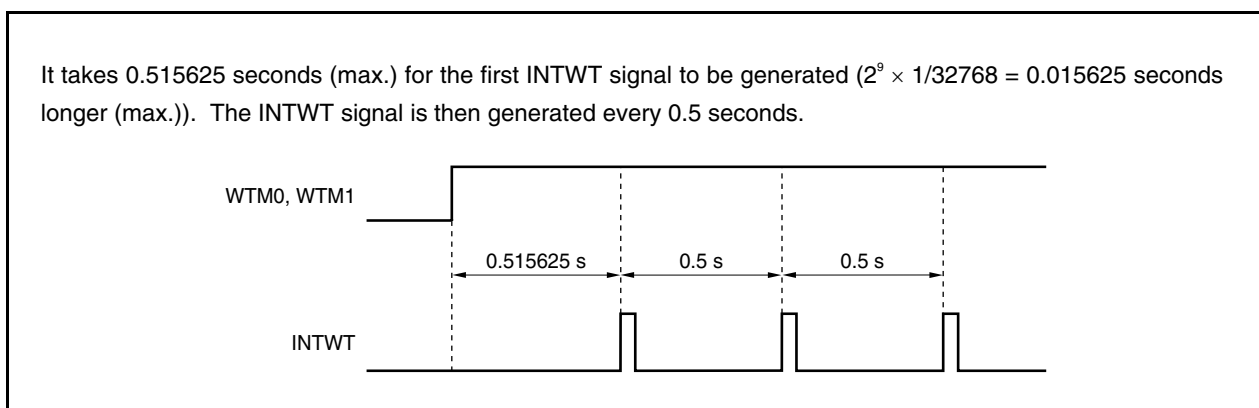 It takes 0.515625 seconds (max.) for the first INTWT signal to be generated (2⁹ × 1/32768 = 0.015625 seconds
longer (max.)). The INTWT signal is then generated every 0.5 seconds.
WTM0, WTM1
0.515625 s
0.5 s
0.5 s
INTWT